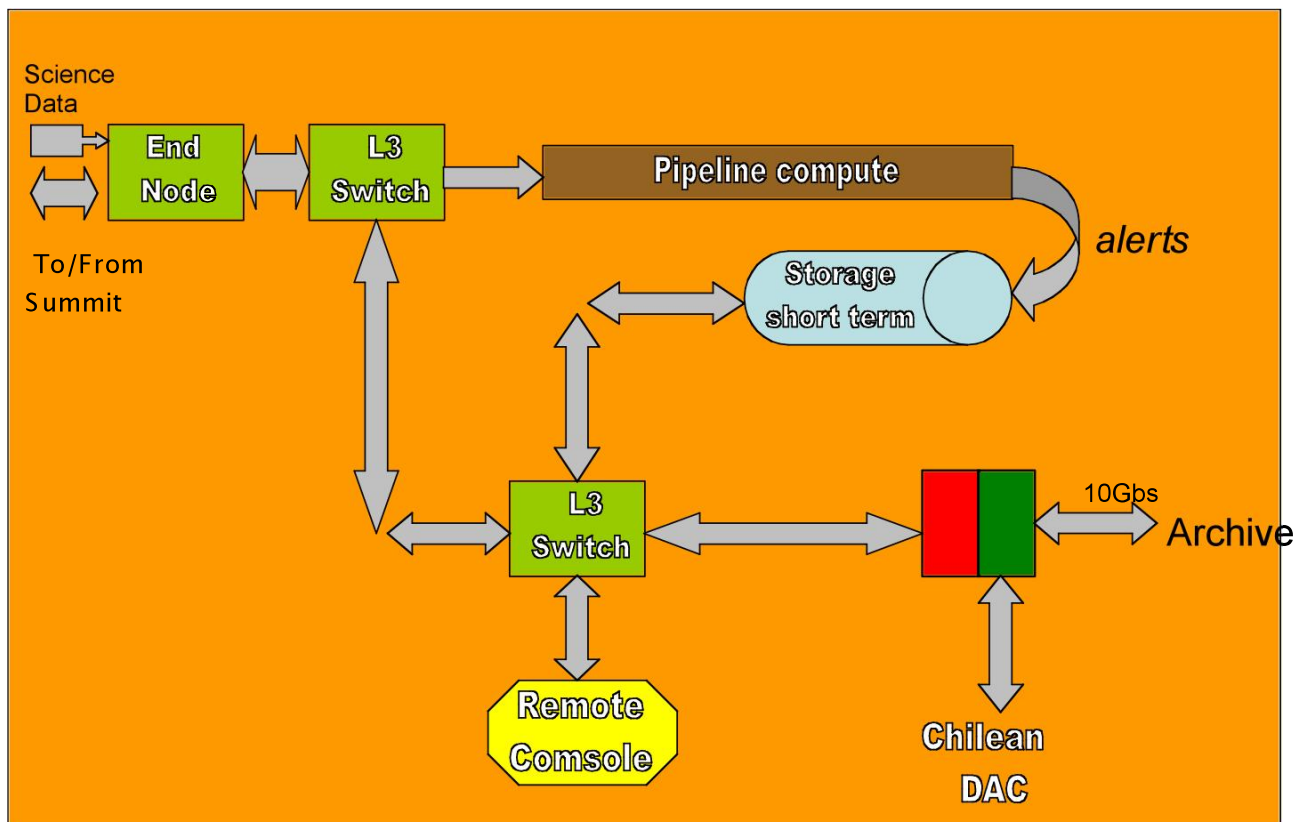 Science
Data
End
Node
L3
Switch
Pipeline compute
alerts
To/From
Summit
Storage
short term
L3
Switch
10Gbs
Archive
Remote
Comsole
Chilean
DAC